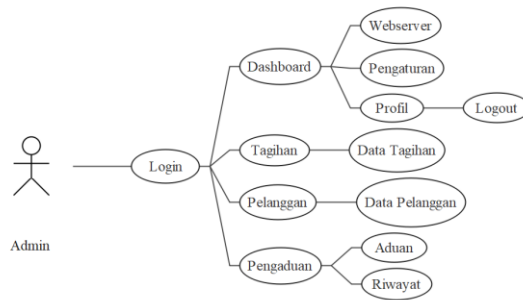 Webserver
Dashboard
Pengaturan
Profil
Logout
Login
Tagihan
Data Tagihan
Pelanggan
Data Pelanggan
Admin
Aduan
Pengaduan
Riwayat